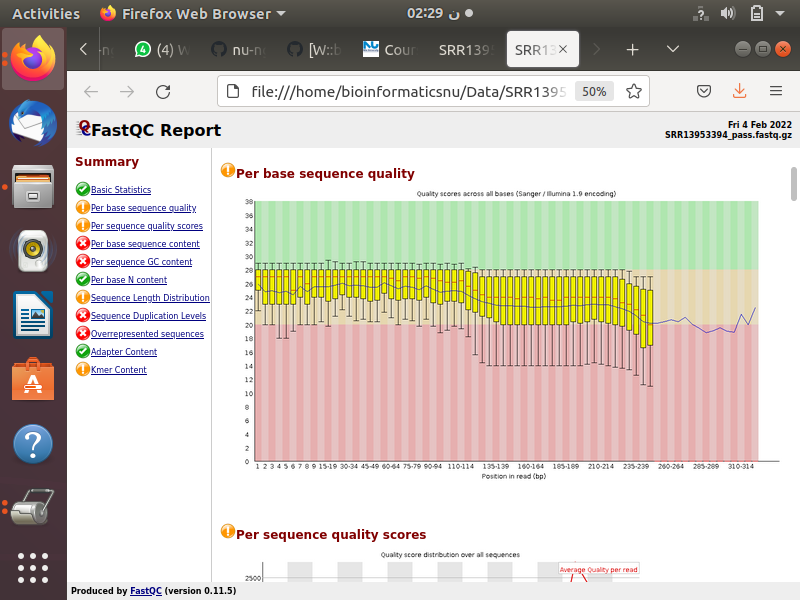 Activities Firefox Web Browser 02:29 ن
(4) W nu-n [W::b Cour SRR1395 SRR13
file:///home/bioinformaticsnu/Data/SRR1395 50%
FastQC Report
Fri 4 Feb 2022
SRR13953394_pass.fastq.gz
Summary
Basic Statistics
Per base sequence quality
Per sequence quality scores
Per base sequence content
Per sequence GC content
Per base N content
Sequence Length Distribution
Sequence Duplication Levels
Overrepresented sequences
Adapter Content
Kmer Content
Per base sequence quality
Quality scores across all bases (Sanger / Illumina 1.9 encoding)
38
36
34
32
30
28
26
24
22
20
18
16
14
12
10
8
6
4
2
0
1 2 3 4 5 6 7 8 9 15-19 30-34 45-49 60-64 75-79 90-94 110-114 135-139 160-164 185-189 210-214 235-239 260-264 285-289 310-314
Position in read (bp)
Per sequence quality scores
Quality score distribution over all sequences
Average Quality per read
2500
Produced by FastQC (version 0.11.5)